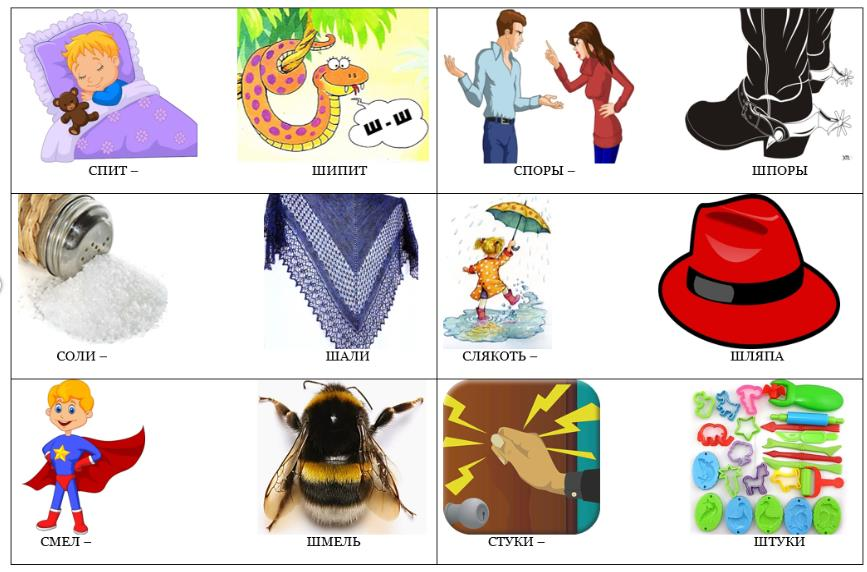 Ш - Ш
СПИТ – ШИПИТ
СПОРЫ – ШПОРЫ
СОЛИ – ШАЛИ
СЛЯКОТЬ – ШЛЯПА
СМЕЛ – ШМЕЛЬ
СТУКИ – ШТУКИ